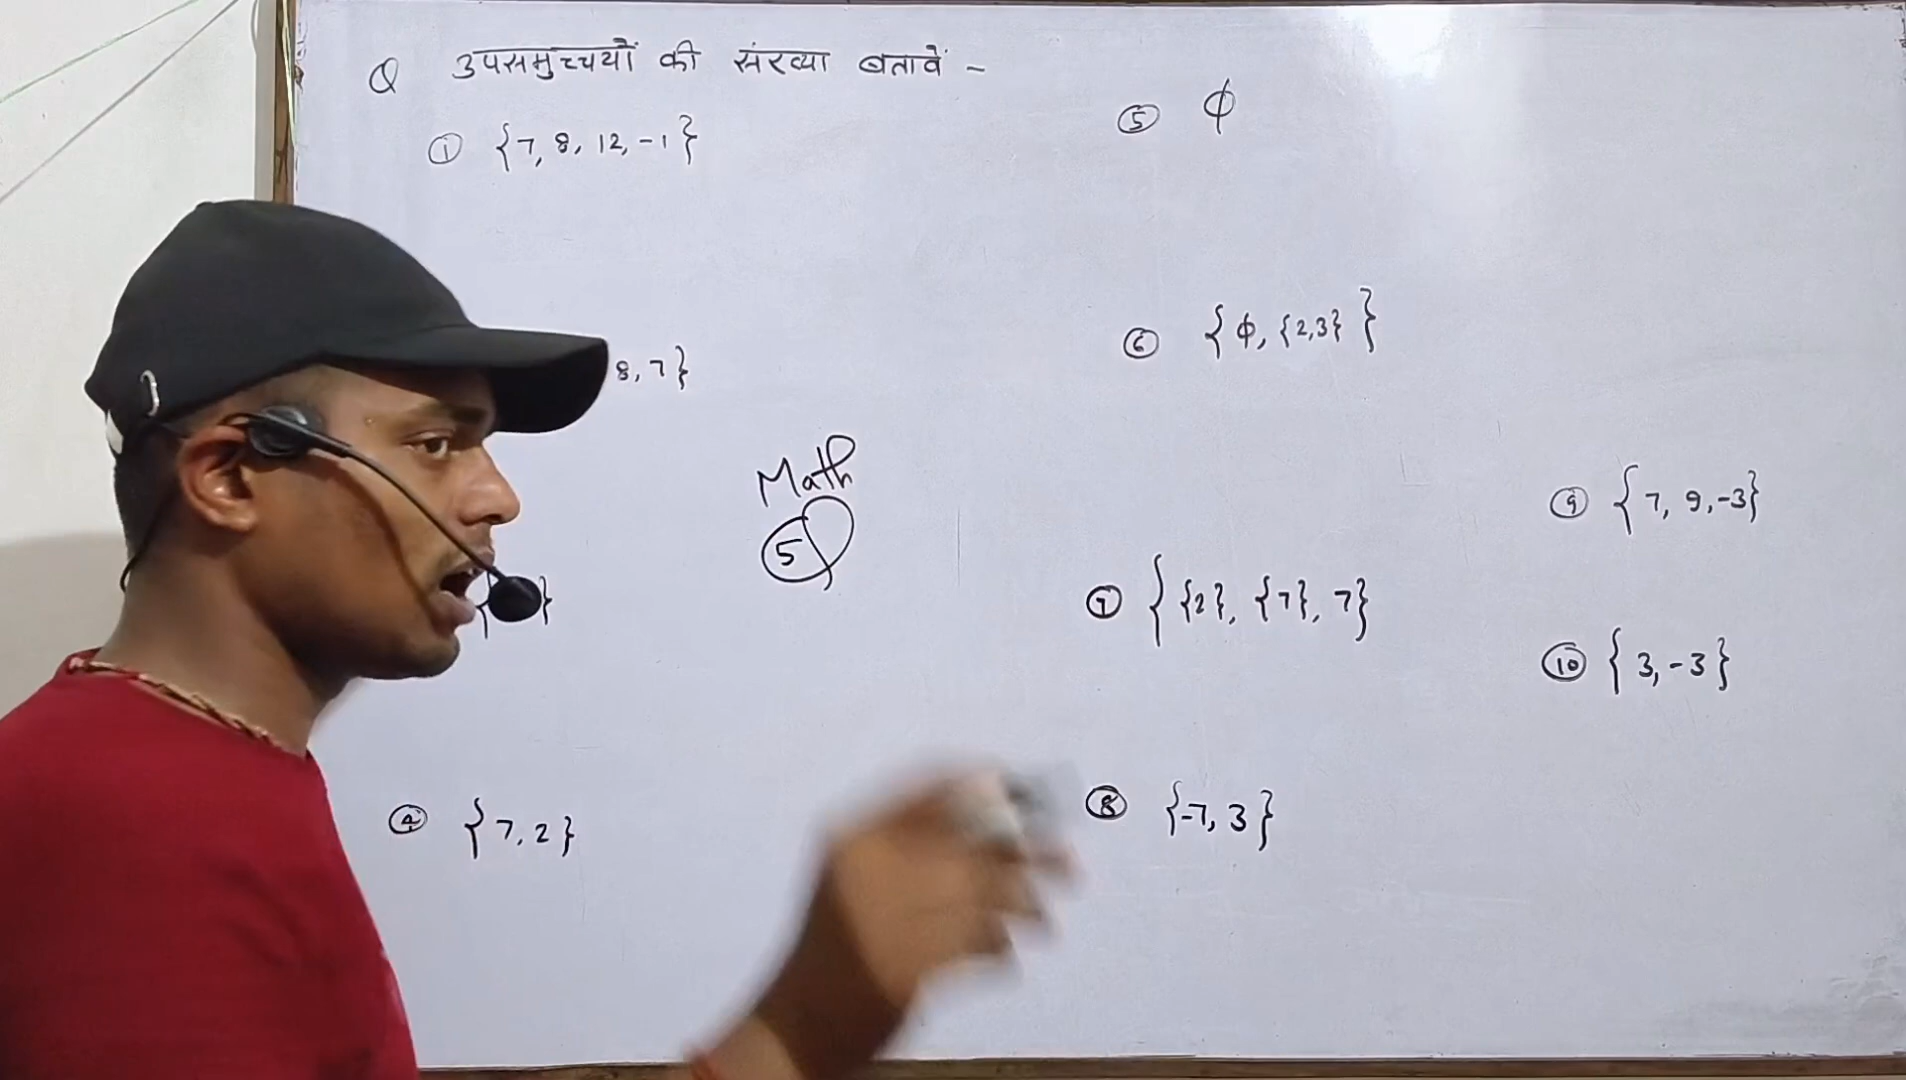 Q उपसमुच्चयों की संख्या बतावें -
① {7, 8, 12, -1}
8, 7}
④ {7, 2}
Math
5
⑤ ϕ
⑥ {ϕ, {2,3}}
⑦ {{2}, {7}, 7}
⑧ {-7, 3}
⑨ {7, 9, -3}
⑩ {3, -3}